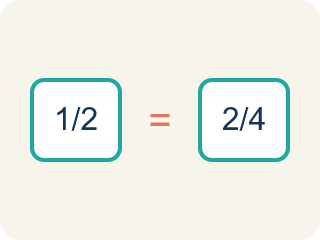 1/2 = 2/4